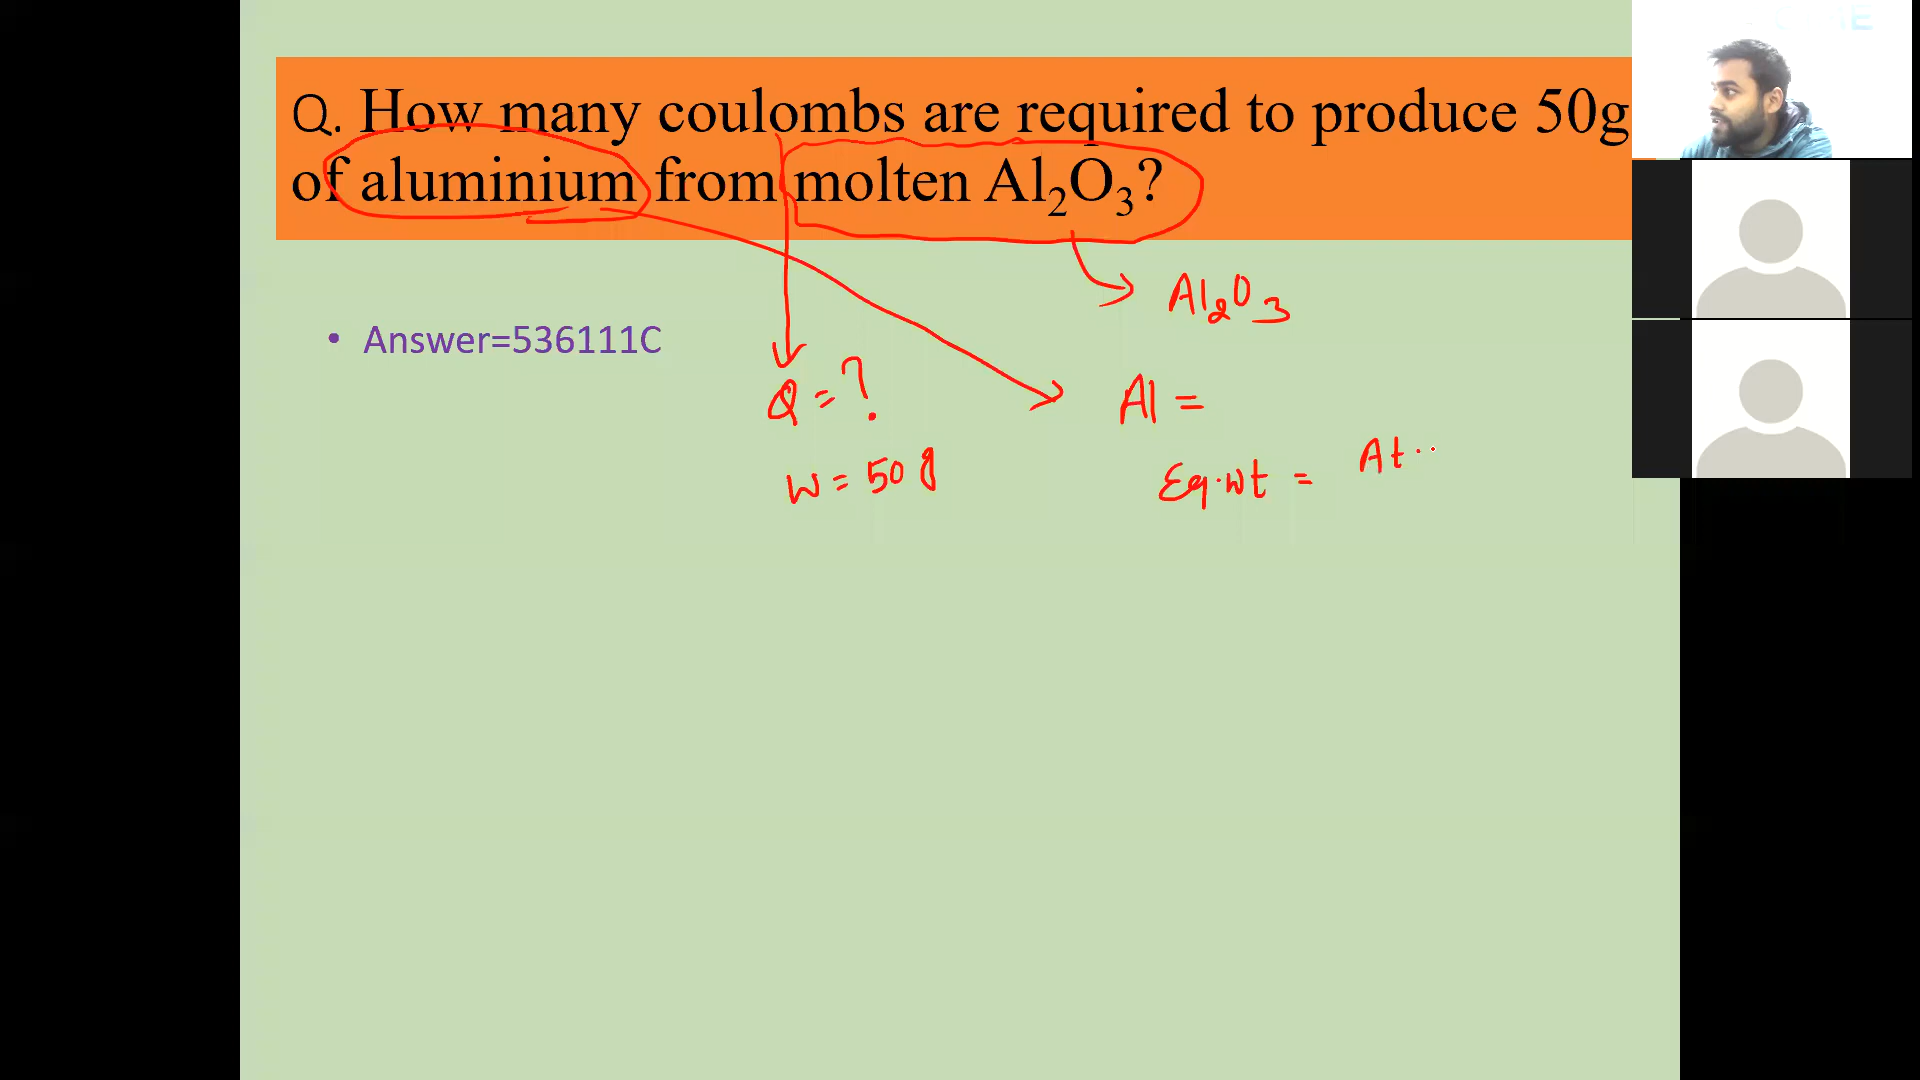 Q. How many coulombs are required to produce 50g
of aluminium from molten Al₂O₃?
Al₂O₃
• Answer=536111C
Q = ?
Al =
W = 50 g
Eq.wt = At..